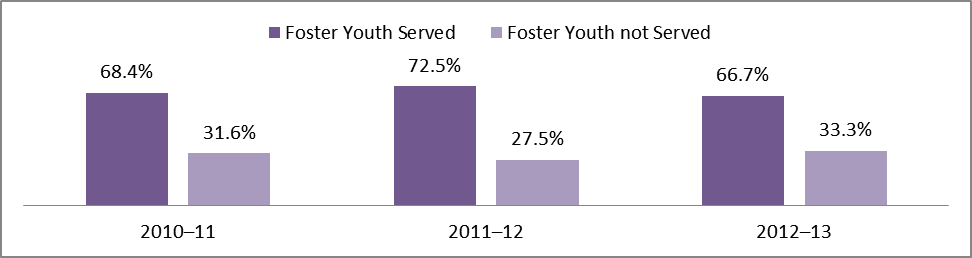 Foster Youth Served Foster Youth not Served
68.4% 72.5% 66.7%
31.6% 27.5% 33.3%
2010–11 2011–12 2012–13